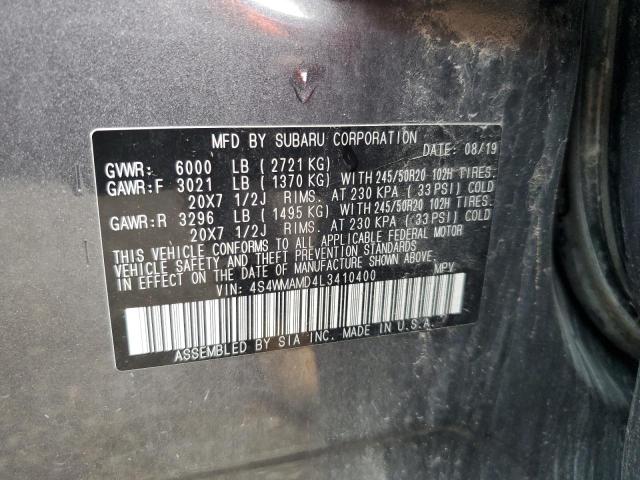 MFD BY SUBARU CORPORATION DATE: 08/19
GVWR: 6000 LB (2721 KG)
GAWR:F 3021 LB (1370 KG) WITH 245/50R20 102H TIRES.
20X7 1/2J RIMS. AT 230 KPA (33 PSI) COLD
GAWR:R 3296 LB (1495 KG) WITH 245/50R20 102H TIRES.
20X7 1/2J RIMS. AT 230 KPA (33 PSI) COLD
THIS VEHICLE CONFORMS TO ALL APPLICABLE FEDERAL MOTOR
VEHICLE SAFETY AND THEFT PREVENTION STANDARDS
IN EFFECT ON THE DATE OF MANUFACTURE SHOWN ABOVE.
VIN: 4S4WMAMD4L3410400 MPV
ASSEMBLED BY SIA INC. MADE IN U.S.A.